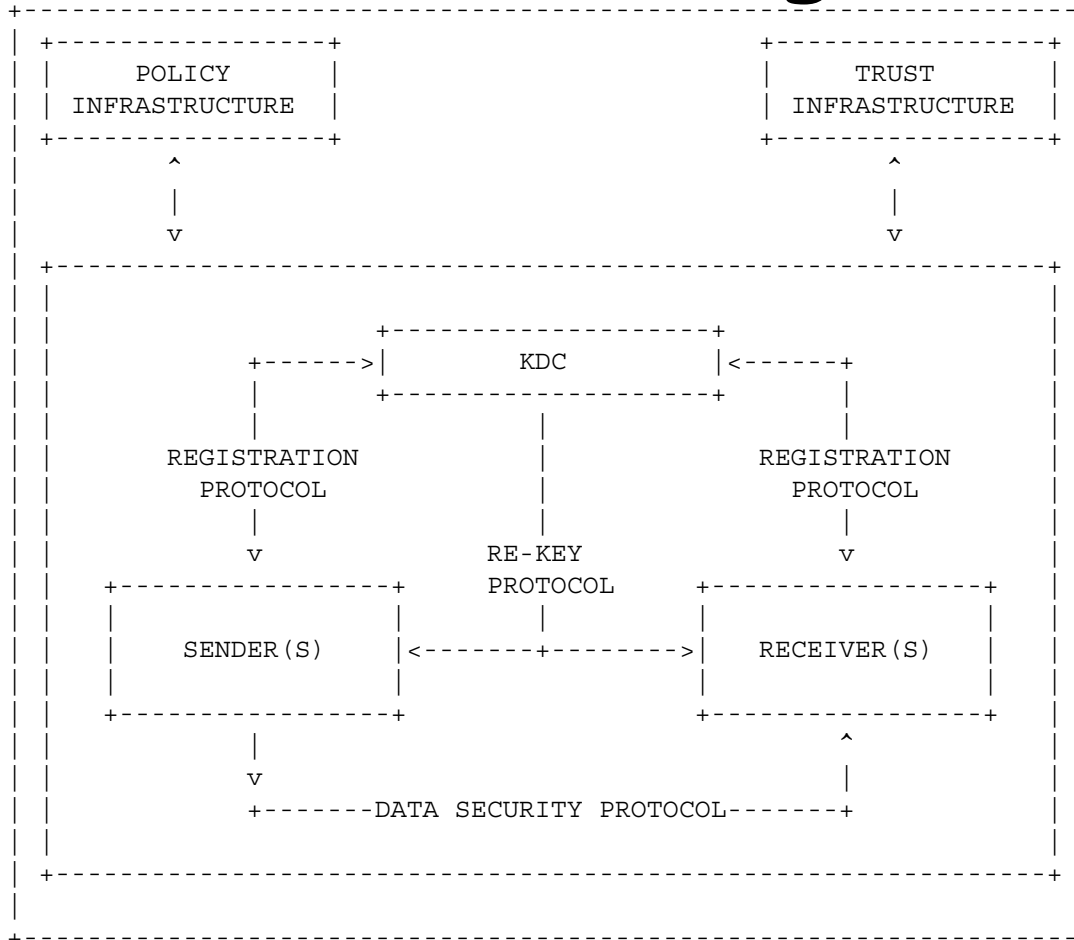 POLICY
INFRASTRUCTURE
TRUST
INFRASTRUCTURE
KDC
REGISTRATION
PROTOCOL
REGISTRATION
PROTOCOL
RE-KEY
PROTOCOL
SENDER(S)
RECEIVER(S)
DATA SECURITY PROTOCOL